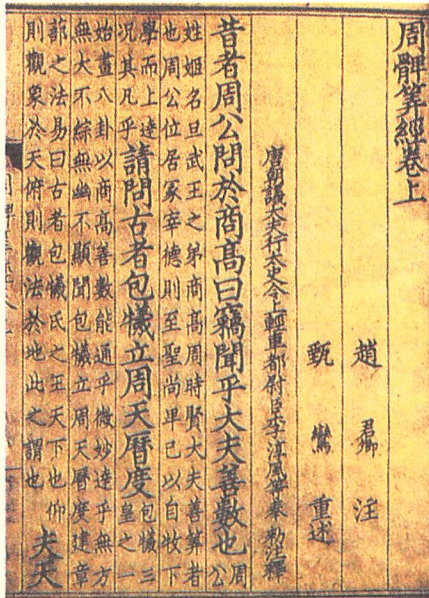 周髀筭經卷上
趙君卿注
甄鸞重述
唐朝議大夫行太史令上輕車都尉臣李淳風等奉勑注釋
昔者周公問於商髙曰竊聞乎大夫善數也周
公
姓姬名旦武王之弟商高周時賢大夫善筭者
也周公位居冢宰德則至聖尚卑已以自牧下
學而上達
況其凡乎
請問古者包犧立周天曆度
包犧三
皇之一
始畫八卦以商高善數能通乎微妙達乎無方
無大不綜無幽不顯聞包犧立周天曆度建章
蔀之法易曰古者包犧氏之王天下也仰
則觀象於天俯則觀法於地此之謂也
夫天